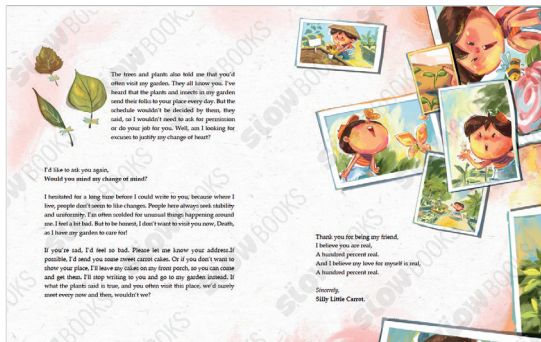 The trees and plants also told me that you'd
often visit my garden. They all know you. I've
heard that the plants and insects in my garden
send their folks to your place every day. But the
schedule wouldn't be decided by them, they
said, so I wouldn't need to ask for permission
or do your job for you. Well, am I looking for
excuses to justify my change of heart?
I'd like to ask you again,
Would you mind my change of mind?
I hesitated for a long time before I could write to you, because where I
live, people don't seem to like changes. People here always seek stability
and uniformity. I'm often scolded for unusual things happening around
me. I feel a bit bad. But to be honest, I don't want to visit you now, Death,
as I have my garden to care for!
If you're sad, I'd feel so bad. Please let me know your address.If
possible, I'd send you some sweet carrot cakes. Or if you don't want to
show your place, I'll leave my cakes on my front porch, so you can come
and get them. I'll stop writing to you and go to my garden instead. If
what the plants said is true, and you often visit this place, we'd surely
meet every now and then, wouldn't we?
Thank you for being my friend,
I believe you are real,
A hundred percent real.
And I believe my love for myself is real,
A hundred percent real.
Sincerely,
Silly Little Carrot.
SLOW BOOKS